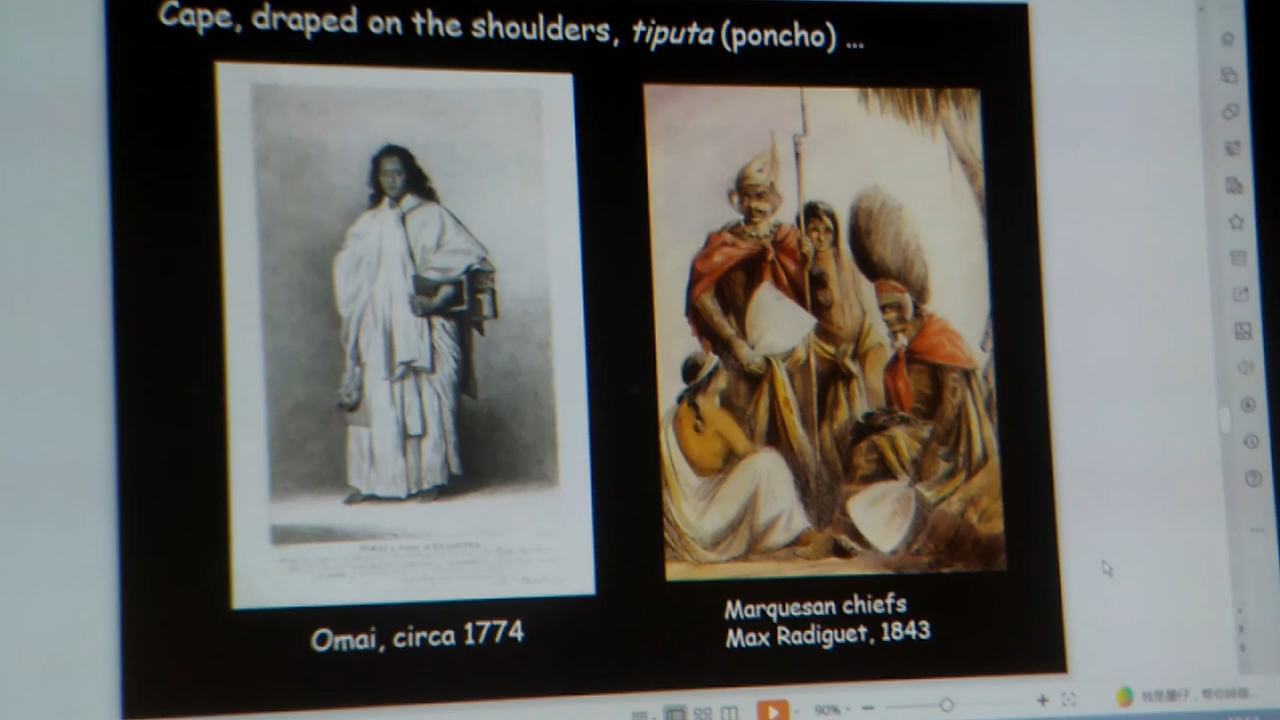 Cape, draped on the shoulders, tiputa (poncho) ...
Omai, circa 1774
Marquesan chiefs
Max Radiguet, 1843
90%